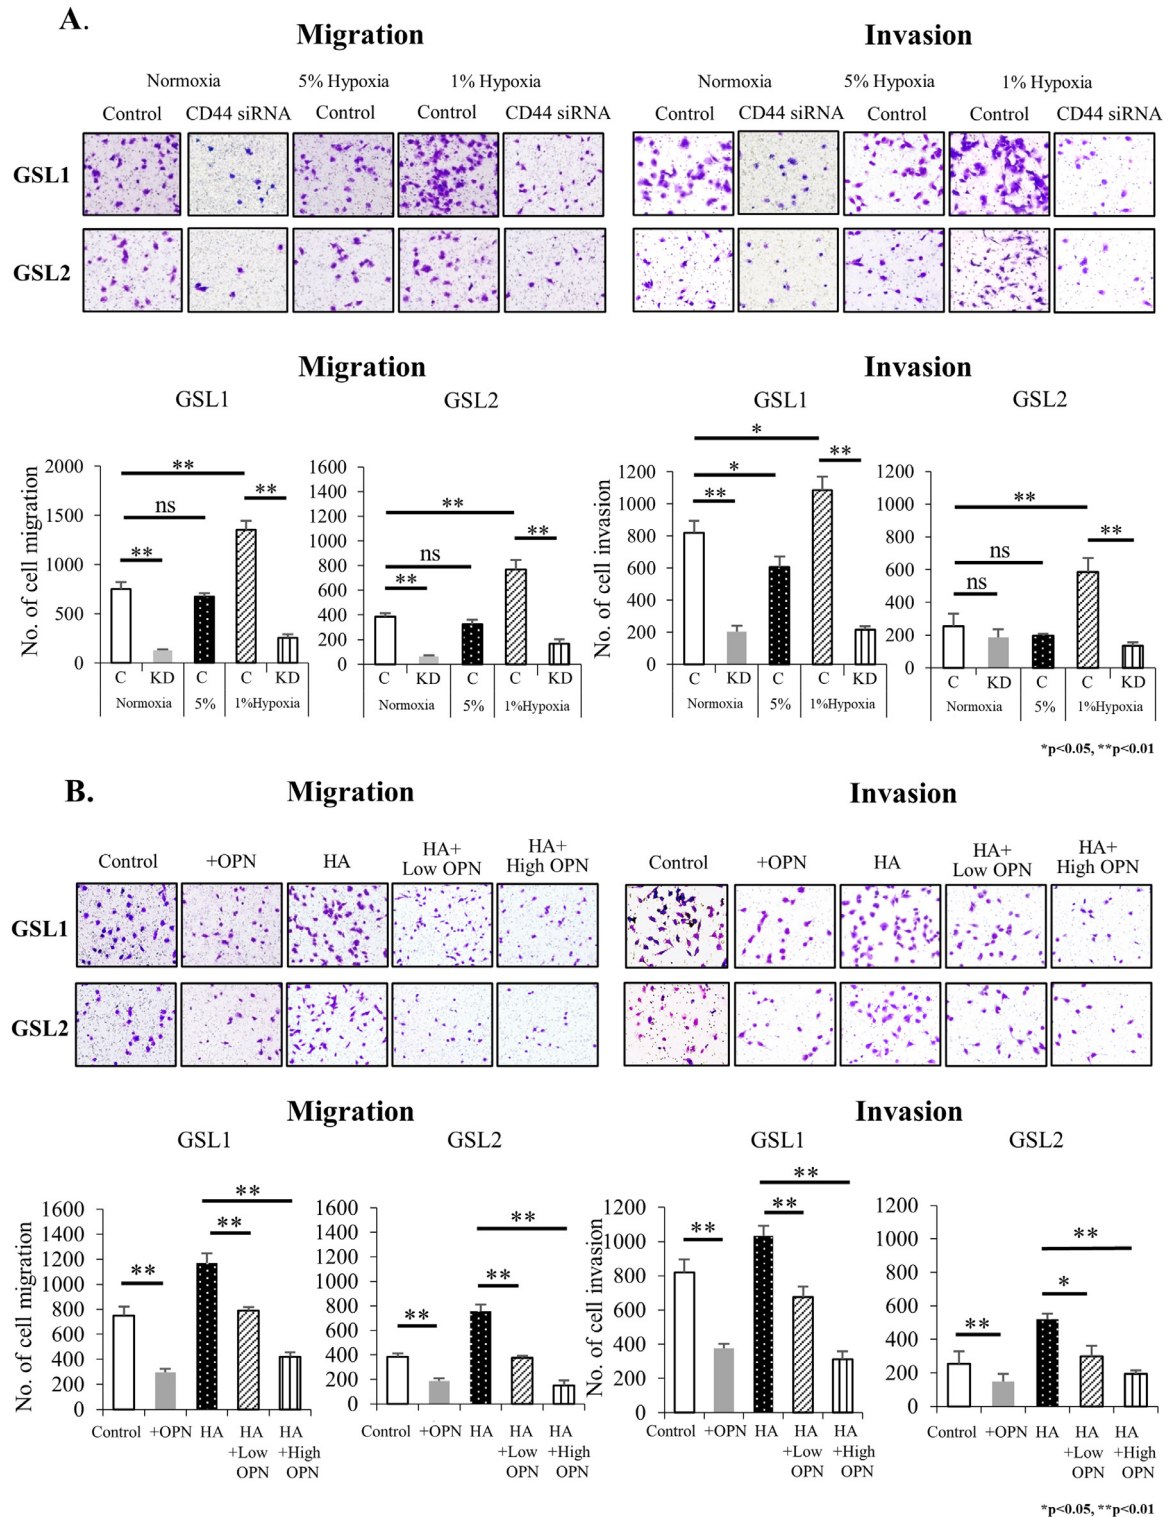 A.
Migration
Invasion
Normoxia 5% Hypoxia 1% Hypoxia
Normoxia 5% Hypoxia 1% Hypoxia
Control CD44 siRNA Control Control CD44 siRNA
Control CD44 siRNA Control Control CD44 siRNA
GSL1
GSL2
Migration
Invasion
GSL1
No. of cell migration
2000
1500
1000
500
0
**
ns
**
**
C KD C C KD
Normoxia 5% 1%Hypoxia
GSL2
1600
1400
1200
1000
800
600
400
200
0
**
ns
**
**
C KD C C KD
Normoxia 5% 1%Hypoxia
GSL1
No. of cell invasion
1200
1000
800
600
400
200
0
*
*
**
**
C KD C C KD
Normoxia 5% 1%Hypoxia
GSL2
1200
1000
800
600
400
200
0
**
ns
ns
**
C KD C C KD
Normoxia 5% 1%Hypoxia
*p<0.05, **p<0.01
B.
Migration
Invasion
Control +OPN HA HA+ Low OPN HA+ High OPN
Control +OPN HA HA+ Low OPN HA+ High OPN
GSL1
GSL2
Migration
Invasion
GSL1
No. of cell migration
1600
1400
1200
1000
800
600
400
200
0
**
**
**
Control +OPN HA HA +Low OPN HA +High OPN
GSL2
1600
1400
1200
1000
800
600
400
200
0
**
**
**
Control +OPN HA HA +Low OPN HA +High OPN
GSL1
No. of cell invasion
1200
1000
800
600
400
200
0
**
**
**
Control +OPN HA HA +Low OPN HA +High OPN
GSL2
1200
1000
800
600
400
200
0
**
*
**
Control +OPN HA HA +Low OPN HA +High OPN
*p<0.05, **p<0.01